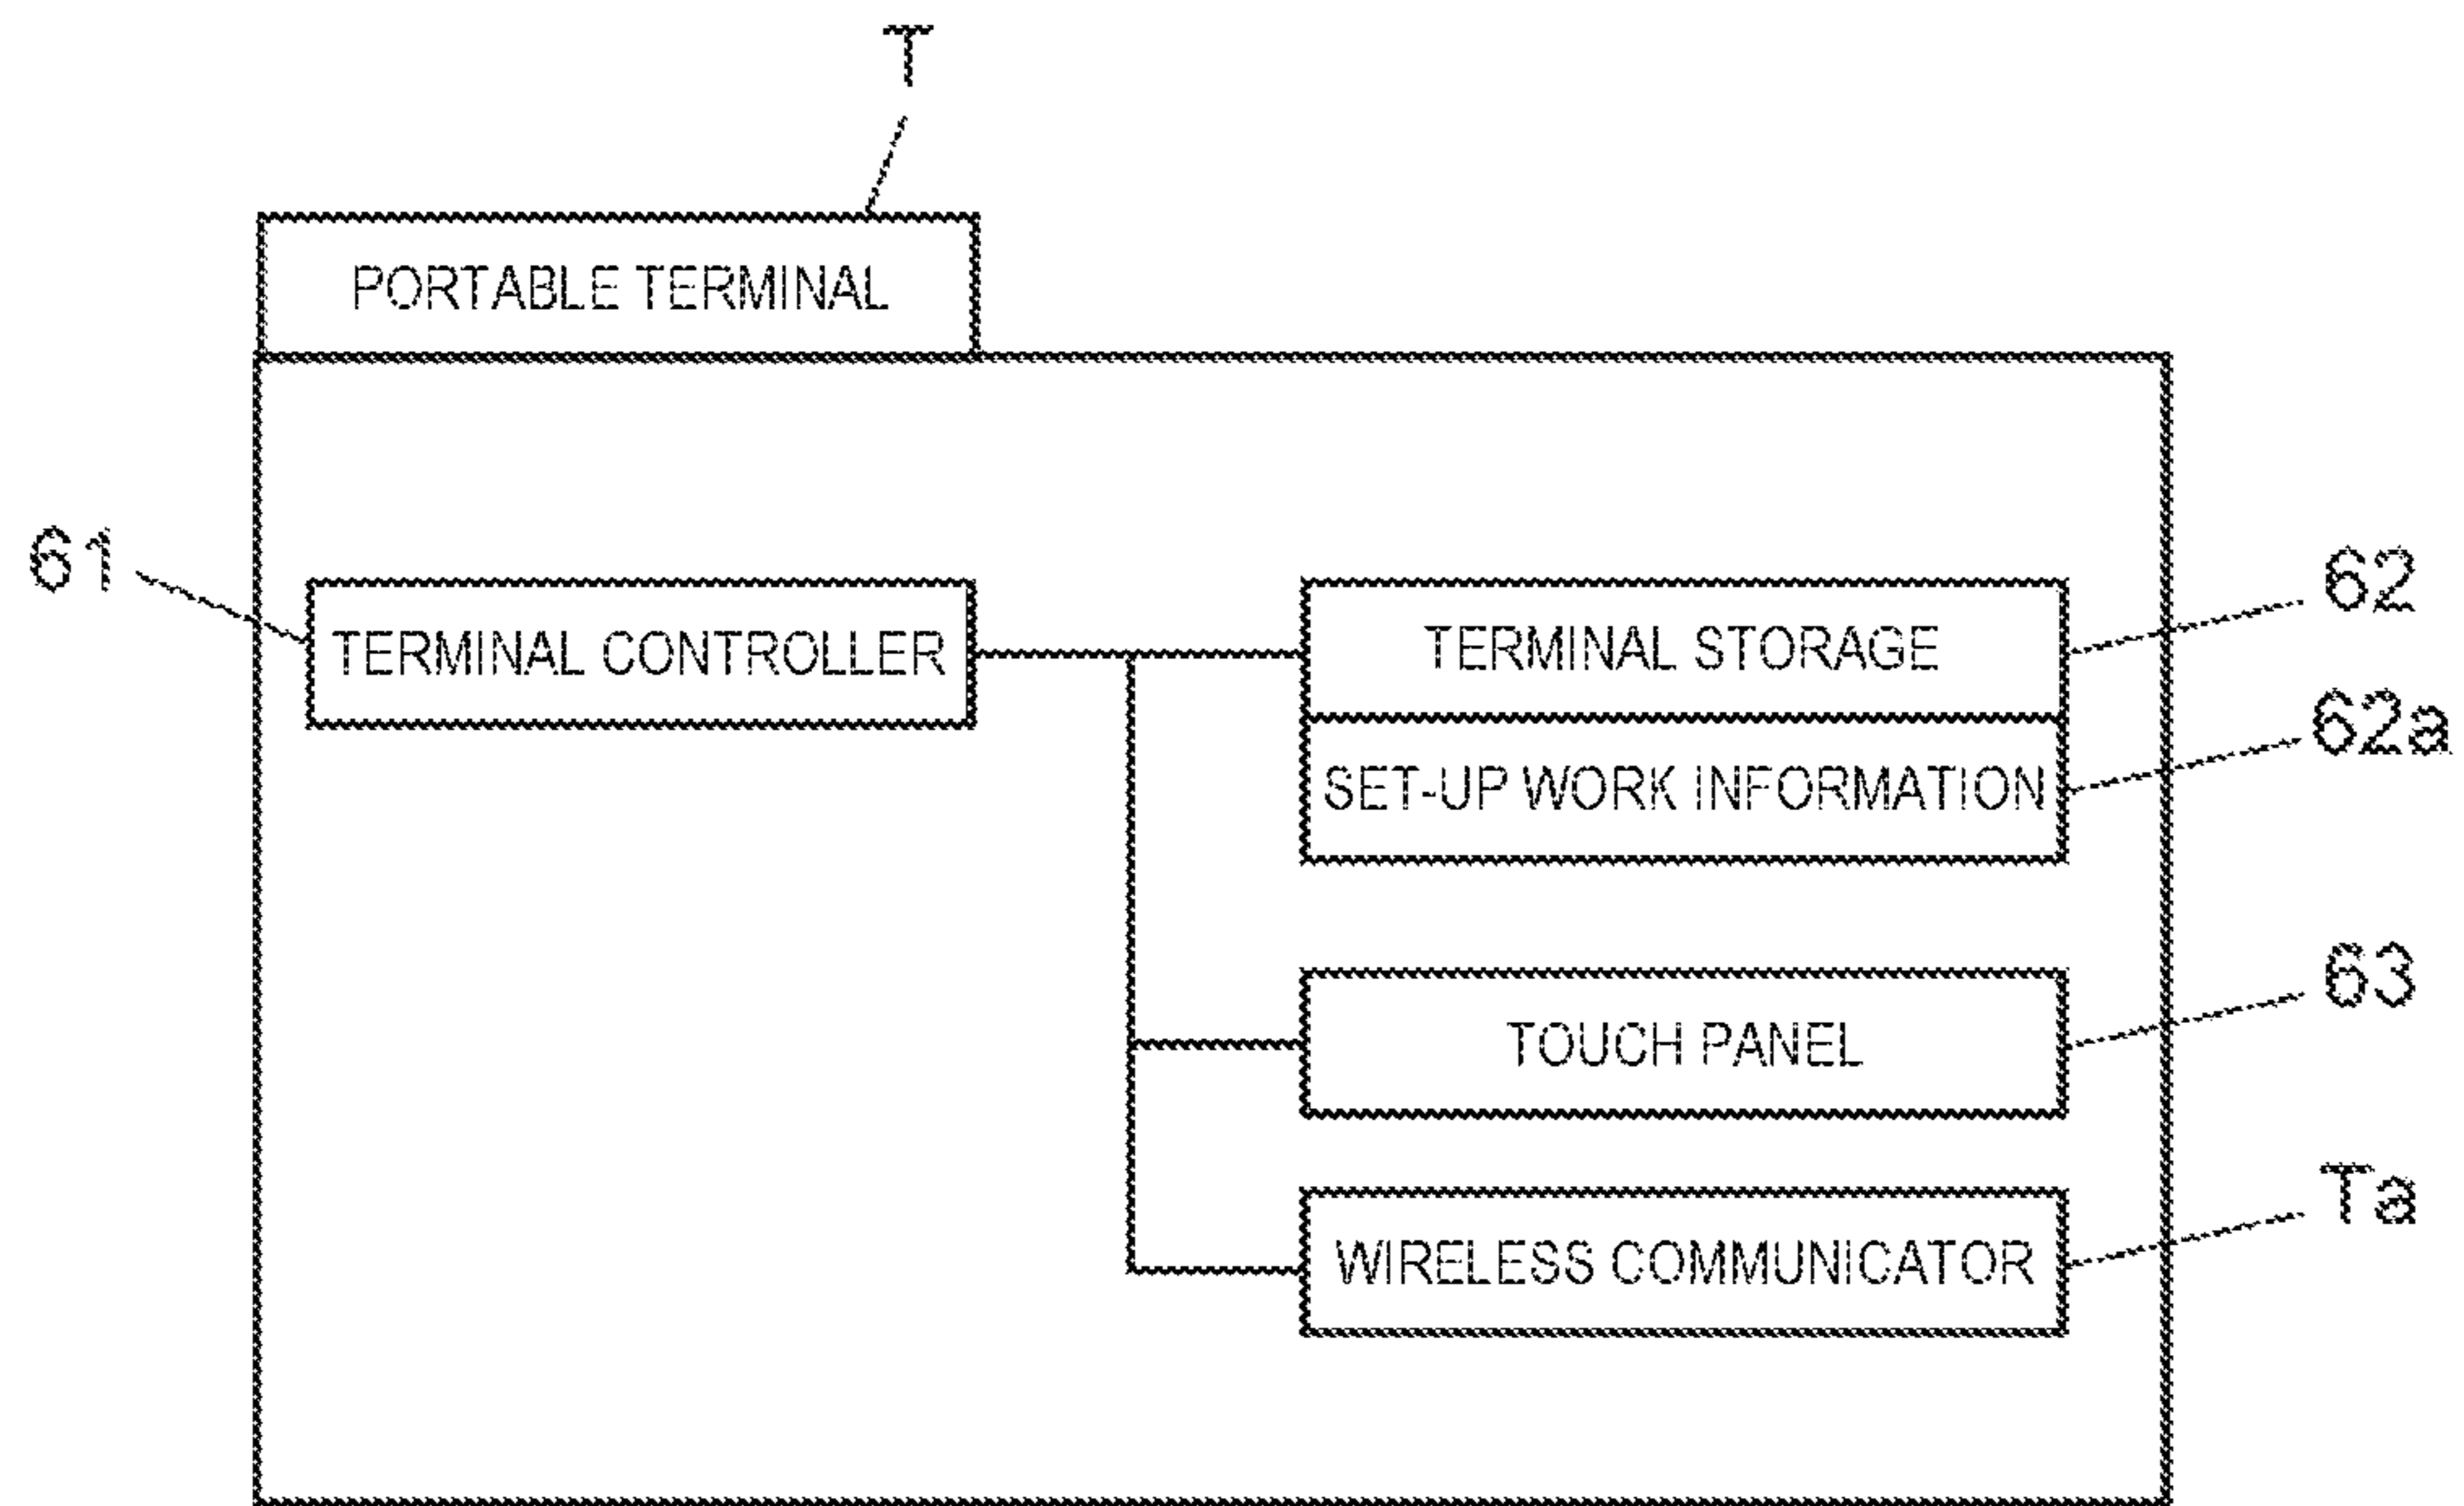 T
PORTABLE TERMINAL
61
TERMINAL CONTROLLER
TERMINAL STORAGE
62
SET-UP WORK INFORMATION
62a
TOUCH PANEL
63
WIRELESS COMMUNICATOR
Ta